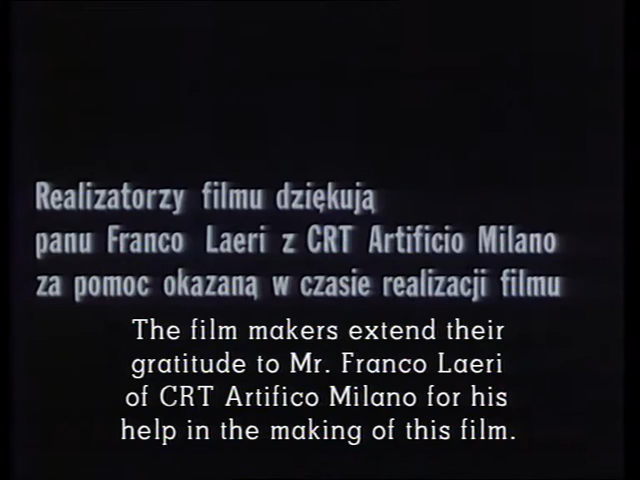 Realizatorzy filmu dziękują
panu Franco Laeri z CRT Artificio Milano
za pomoc okazaną w czasie realizacji filmu
The film makers extend their
gratitude to Mr. Franco Laeri
of CRT Artifico Milano for his
help in the making of this film.